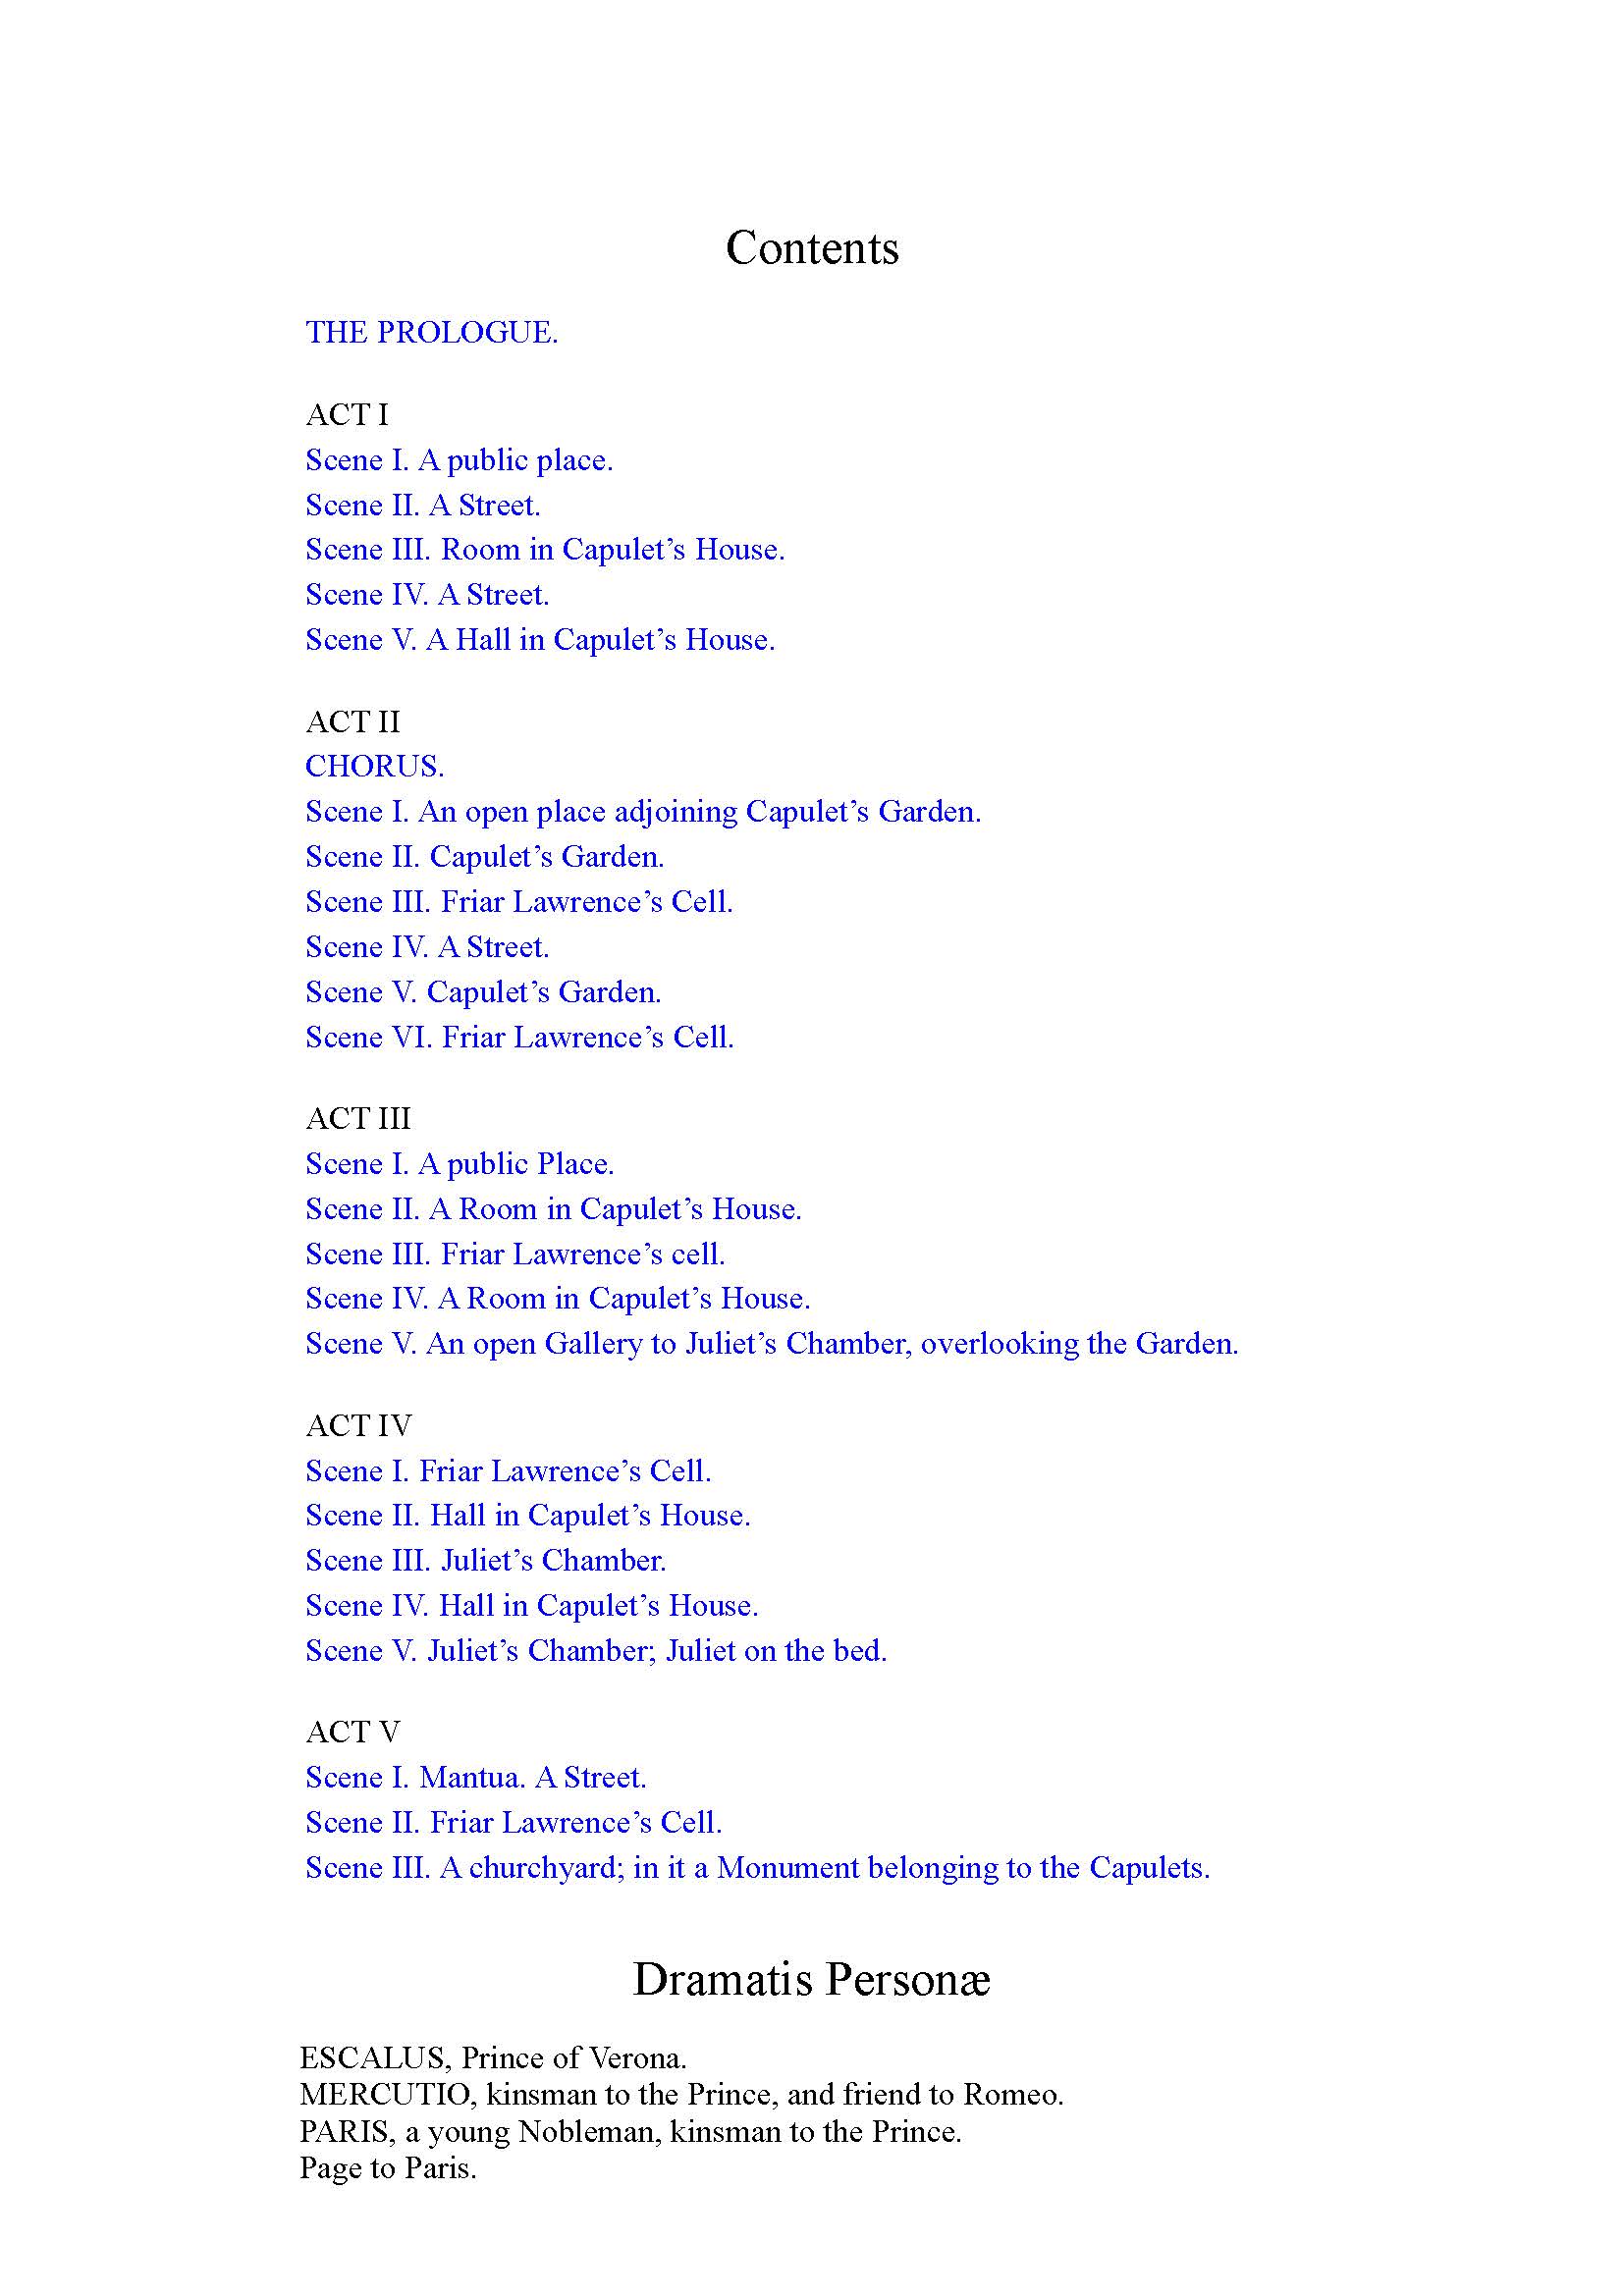 Contents
THE PROLOGUE.
ACT I
Scene I. A public place.
Scene II. A Street.
Scene III. Room in Capulet’s House.
Scene IV. A Street.
Scene V. A Hall in Capulet’s House.
ACT II
CHORUS.
Scene I. An open place adjoining Capulet’s Garden.
Scene II. Capulet’s Garden.
Scene III. Friar Lawrence’s Cell.
Scene IV. A Street.
Scene V. Capulet’s Garden.
Scene VI. Friar Lawrence’s Cell.
ACT III
Scene I. A public Place.
Scene II. A Room in Capulet’s House.
Scene III. Friar Lawrence’s cell.
Scene IV. A Room in Capulet’s House.
Scene V. An open Gallery to Juliet’s Chamber, overlooking the Garden.
ACT IV
Scene I. Friar Lawrence’s Cell.
Scene II. Hall in Capulet’s House.
Scene III. Juliet’s Chamber.
Scene IV. Hall in Capulet’s House.
Scene V. Juliet’s Chamber; Juliet on the bed.
ACT V
Scene I. Mantua. A Street.
Scene II. Friar Lawrence’s Cell.
Scene III. A churchyard; in it a Monument belonging to the Capulets.
Dramatis Personæ
ESCALUS, Prince of Verona.
MERCUTIO, kinsman to the Prince, and friend to Romeo.
PARIS, a young Nobleman, kinsman to the Prince.
Page to Paris.